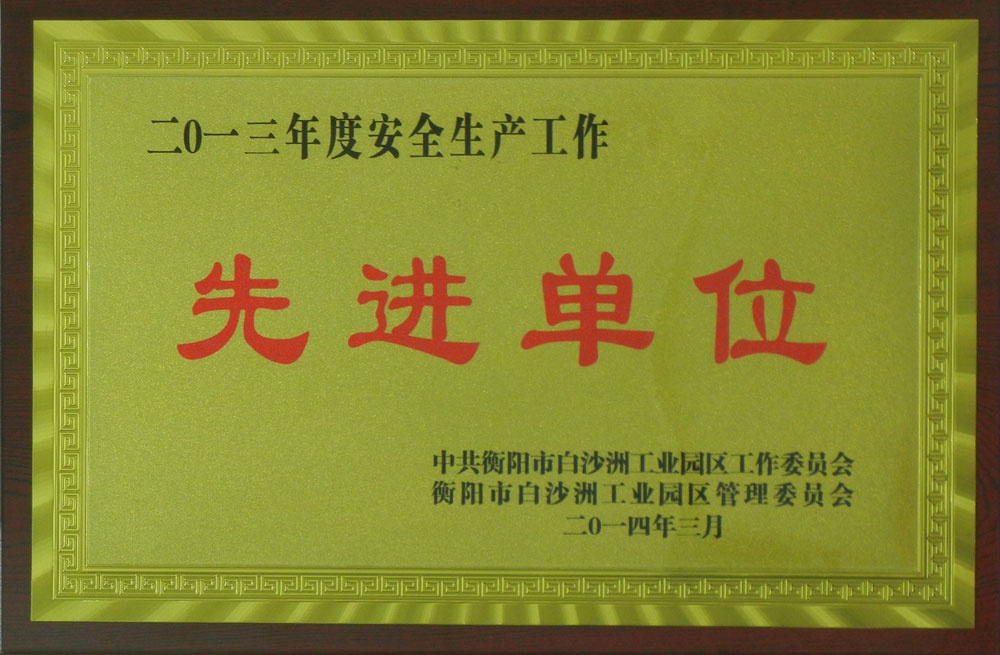 二0一三年度安全生产工作
先进单位
中共衡阳市白沙洲工业园区工作委员会
衡阳市白沙洲工业园区管理委员会
二0一四年三月